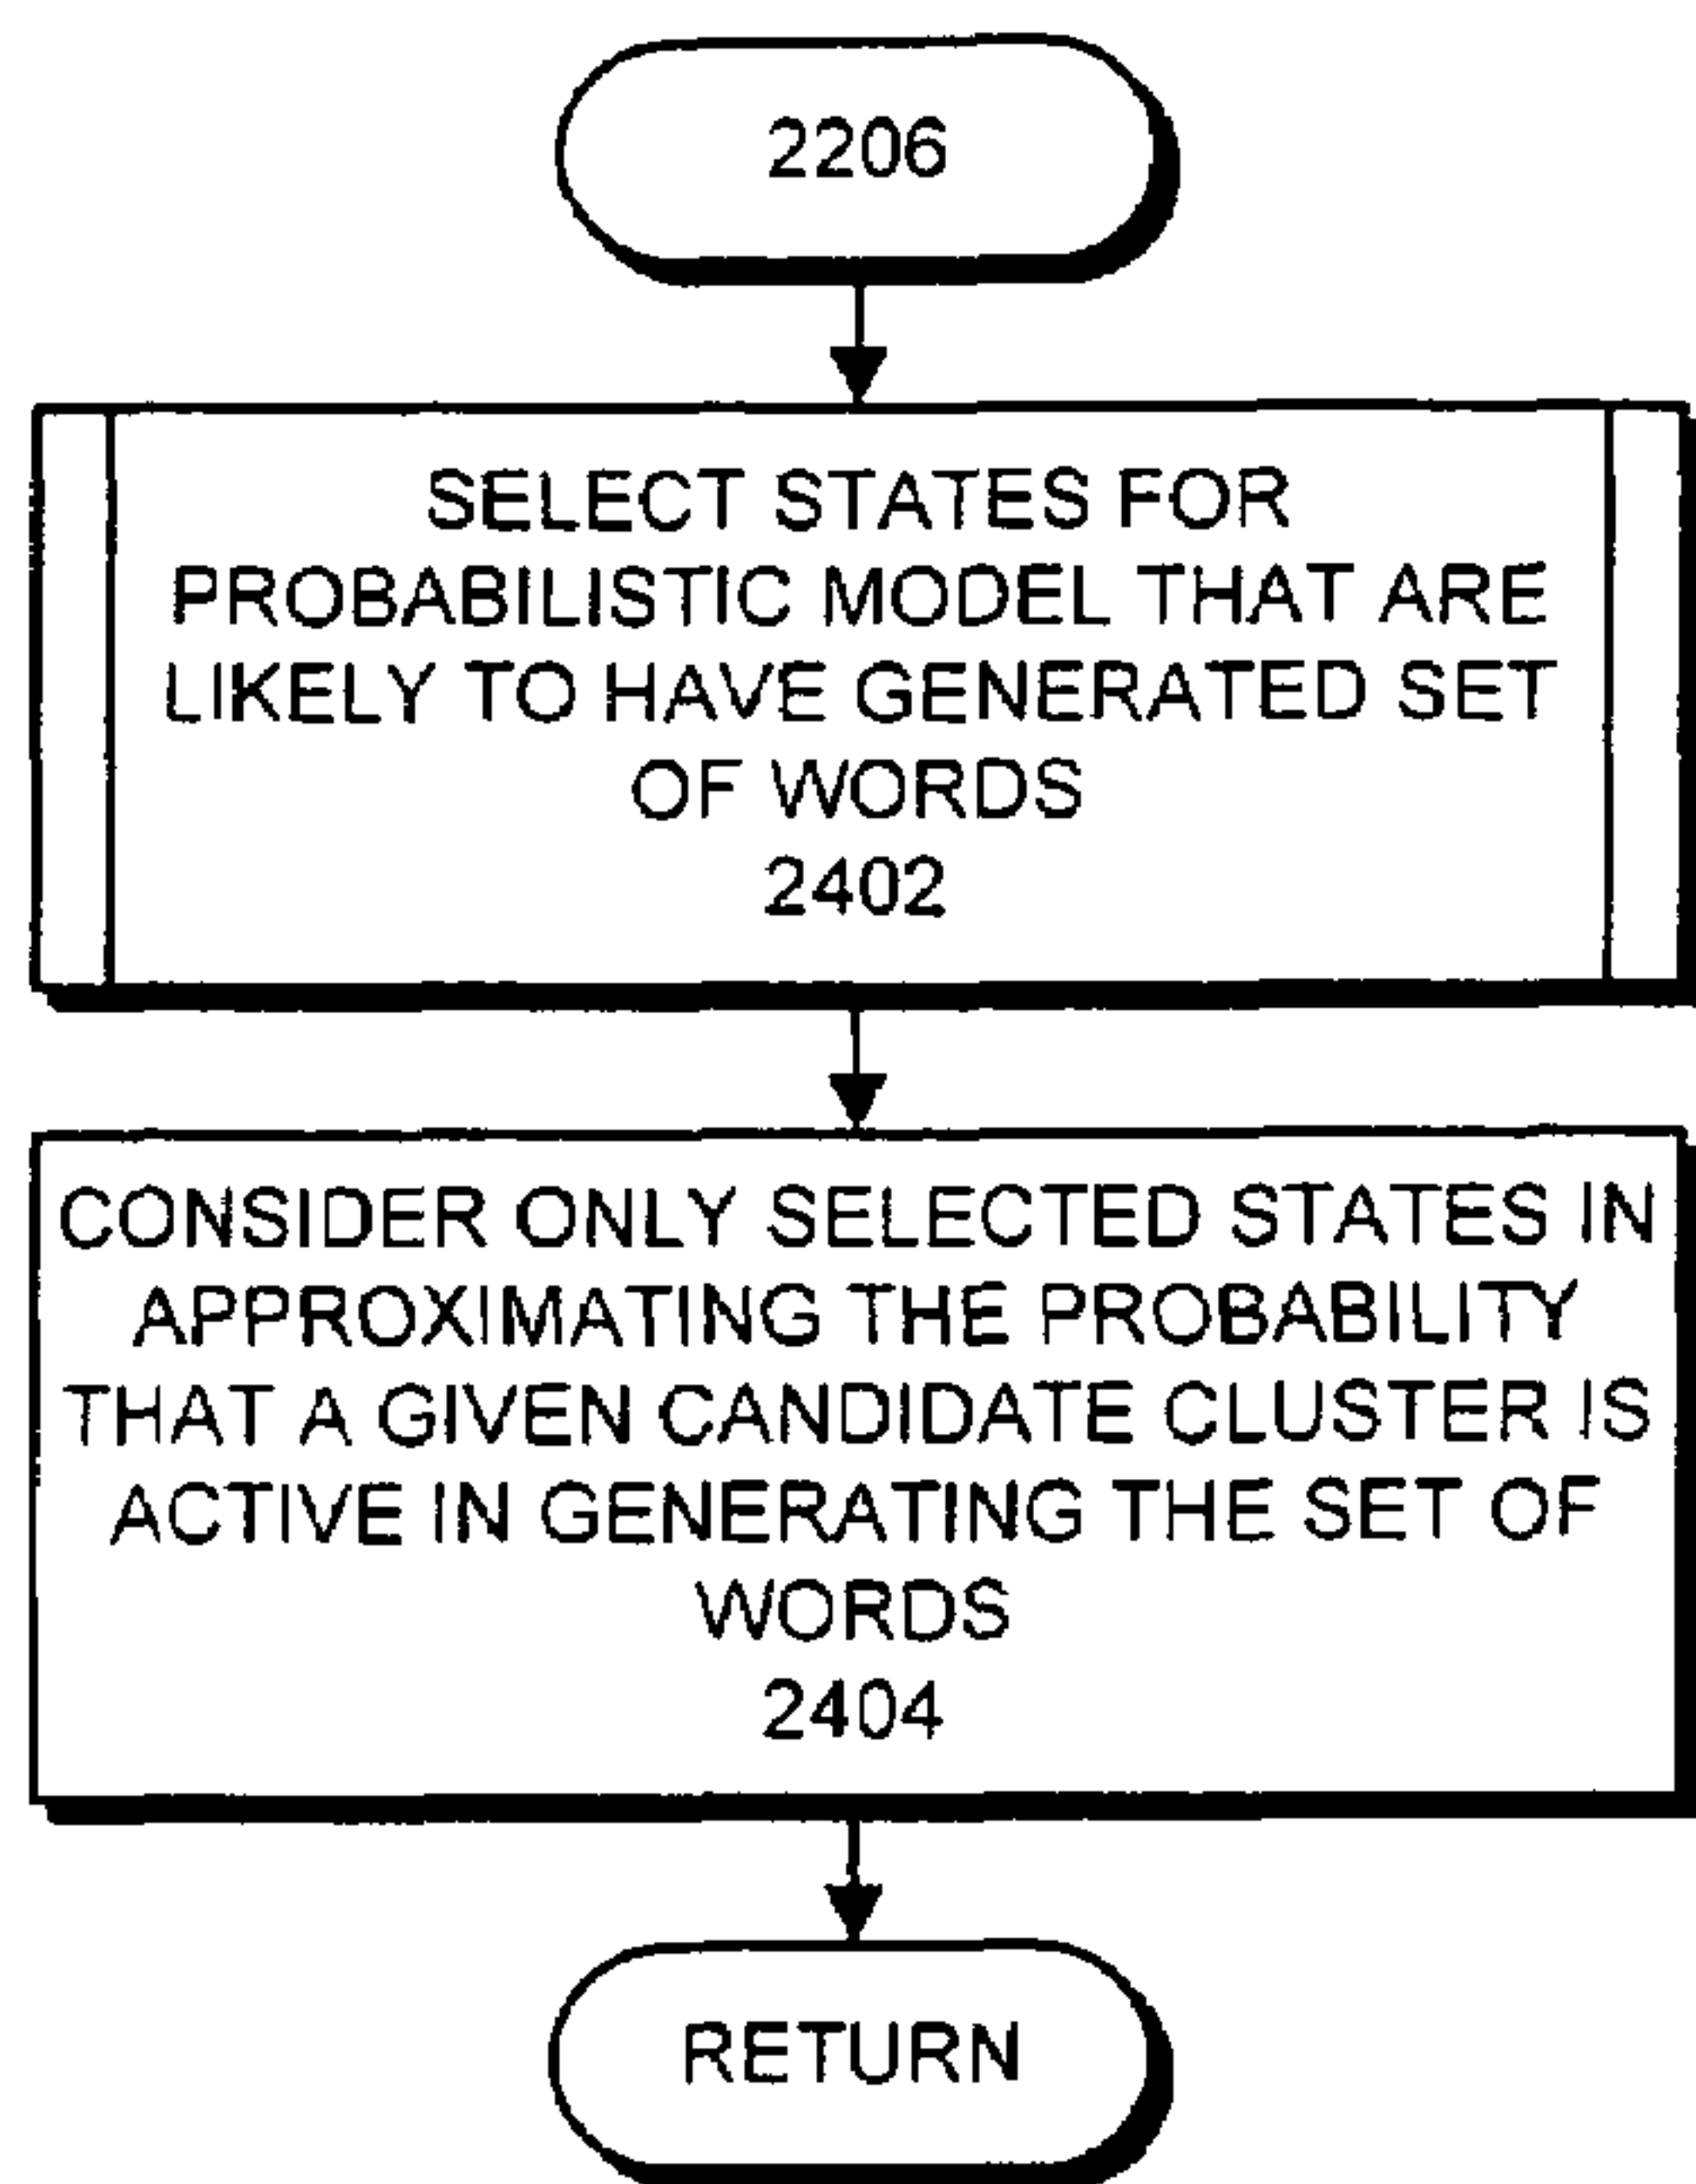 2206
SELECT STATES FOR
PROBABILISTIC MODEL THAT ARE
LIKELY TO HAVE GENERATED SET
OF WORDS
2402
CONSIDER ONLY SELECTED STATES IN
APPROXIMATING THE PROBABILITY
THAT A GIVEN CANDIDATE CLUSTER IS
ACTIVE IN GENERATING THE SET OF
WORDS
2404
RETURN